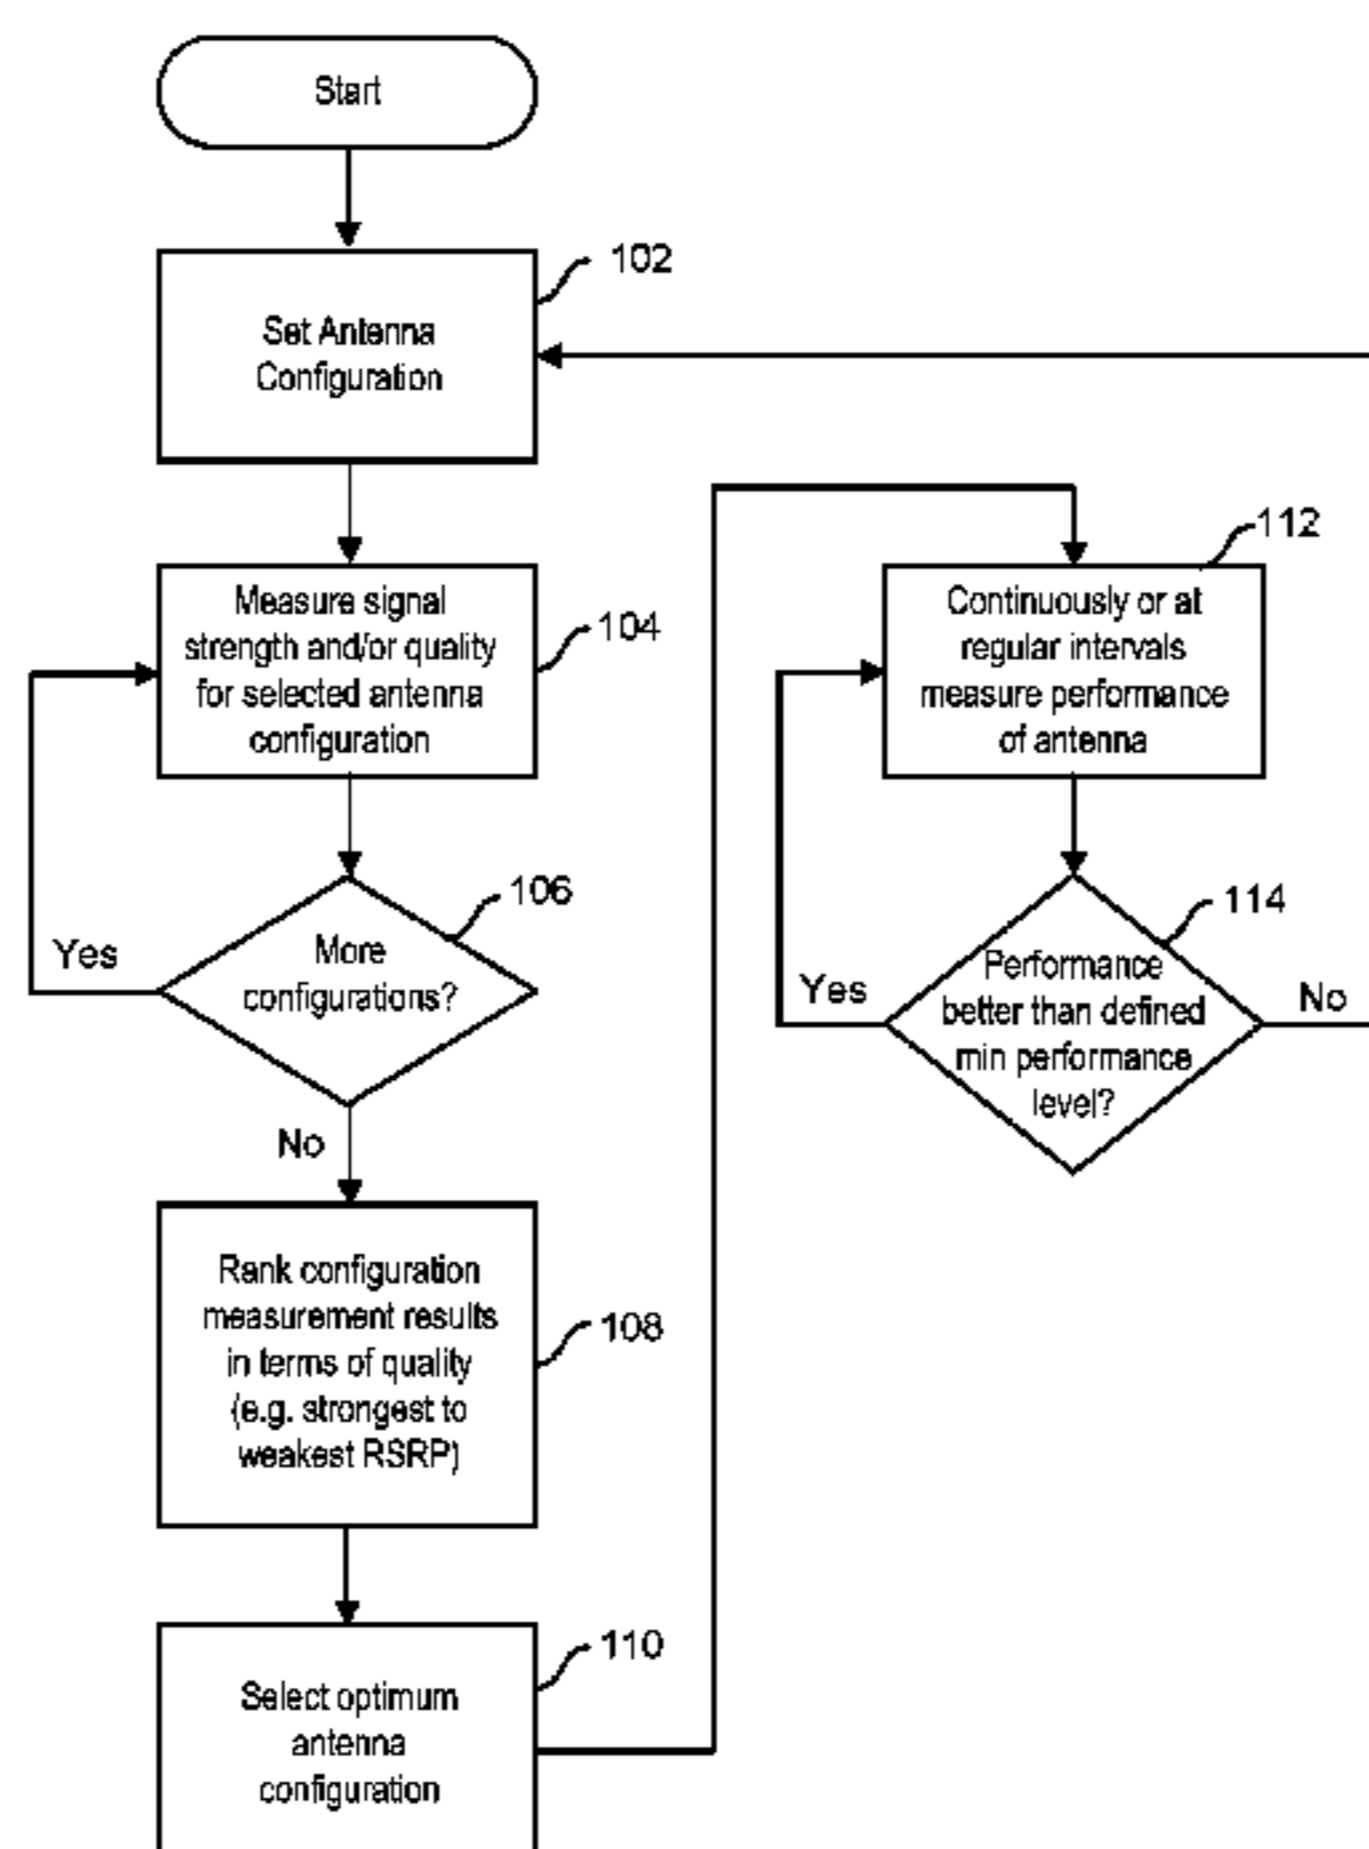 Start
102
Set Antenna
Configuration
104
Measure signal
strength and/or quality
for selected antenna
configuration
106
More
configurations?
Yes
No
108
Rank configuration
measurement results
in terms of quality
(e.g. strongest to
weakest RSRP)
110
Select optimum
antenna
configuration
112
Continuously or at
regular intervals
measure performance
of antenna
114
Performance
better than defined
min performance
level?
Yes
No